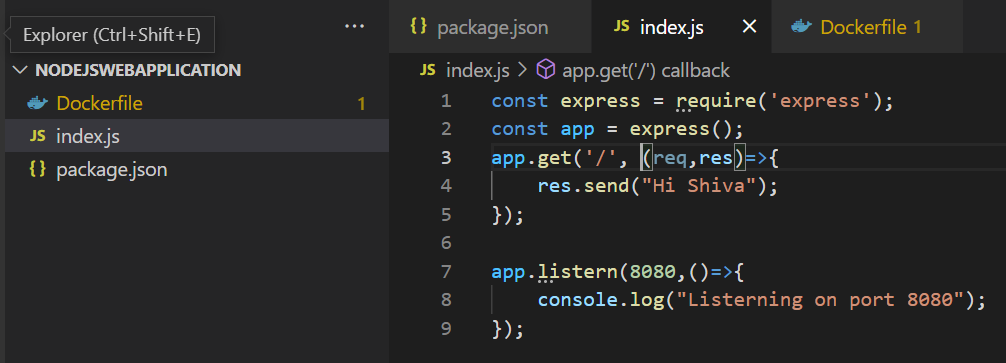 Explorer (Ctrl+Shift+E)
...
NODEJSWEBAPPLICATION
Dockerfile 1
JS index.js
{} package.json
{} package.json JS index.js × Dockerfile 1
JS index.js > app.get('/') callback
1 const express = require('express');
2 const app = express();
3 app.get('/', (req,res)=>{
4 res.send("Hi Shiva");
5 });
6
7 app.listern(8080,()=>{
8 console.log("Listerning on port 8080");
9 });